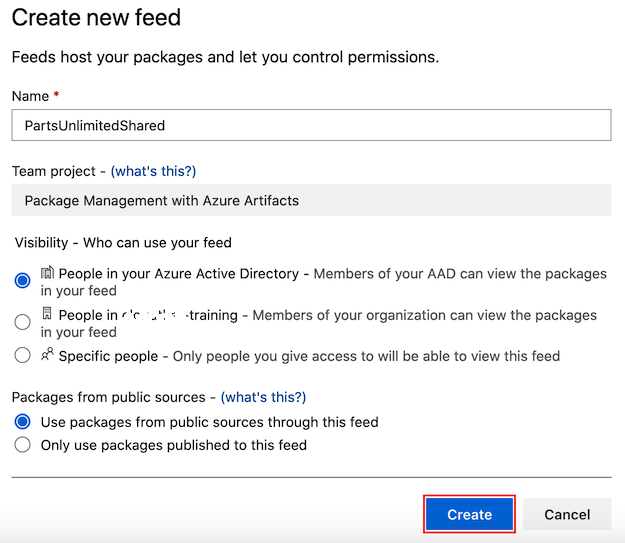 Create new feed
Feeds host your packages and let you control permissions.
Name *
PartsUnlimitedShared
Team project - (what's this?)
Package Management with Azure Artifacts
Visibility - Who can use your feed
People in your Azure Active Directory - Members of your AAD can view the packages
in your feed
People in -training - Members of your organization can view the packages
in your feed
Specific people - Only people you give access to will be able to view this feed
Packages from public sources - (what's this?)
Use packages from public sources through this feed
Only use packages published to this feed
Create
Cancel